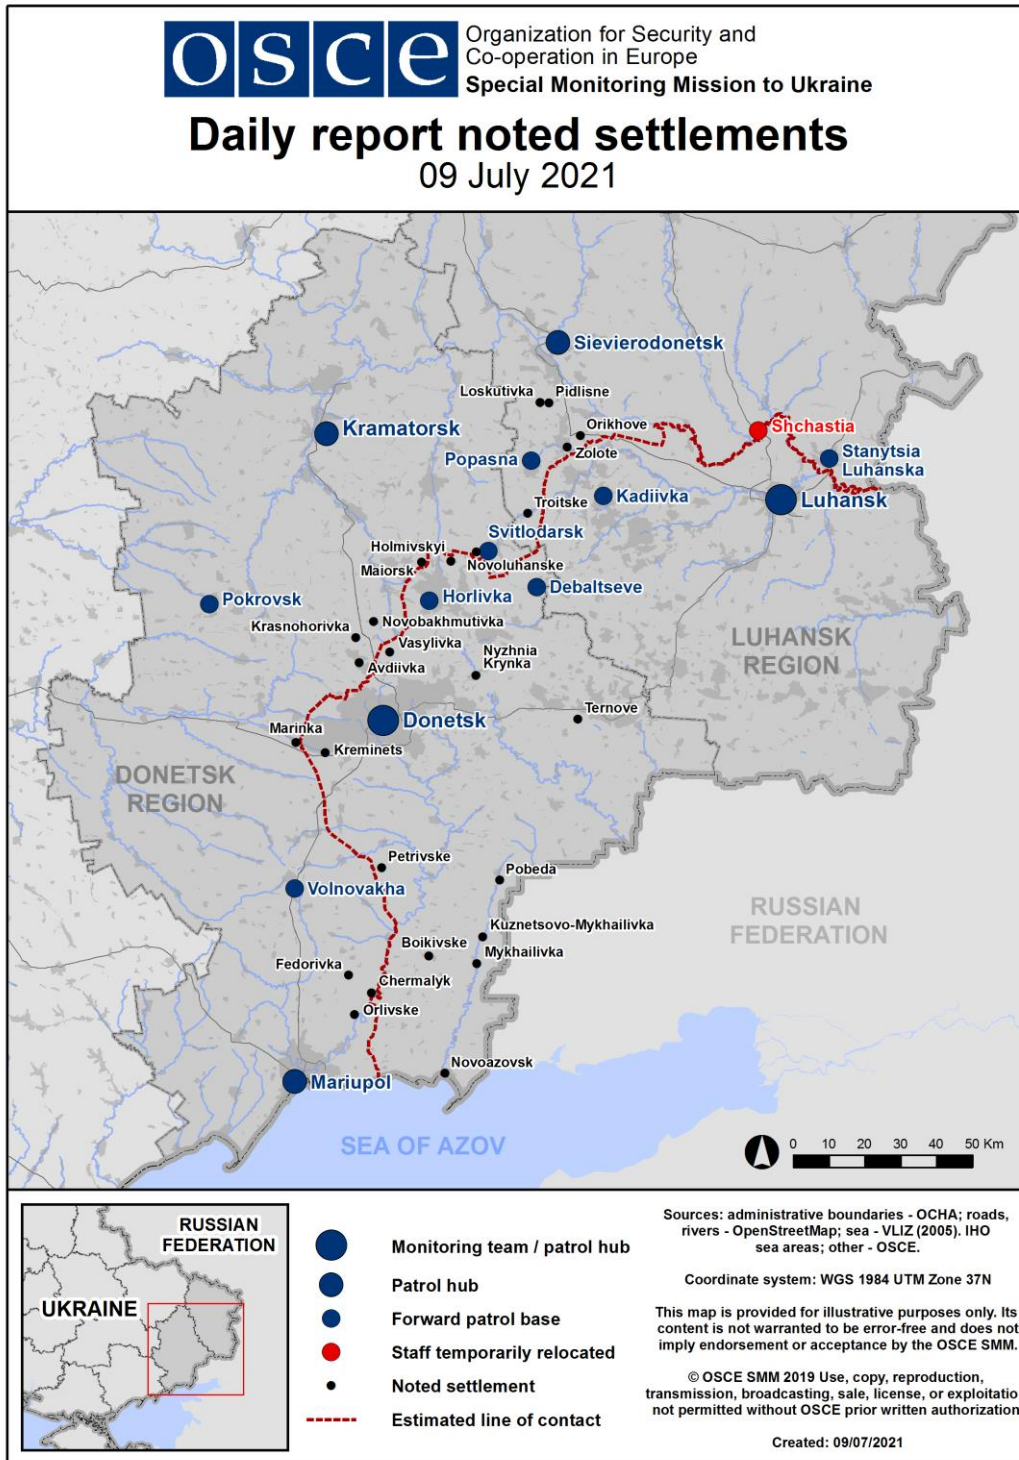 osce
Organization for Security and
Co-operation in Europe
Special Monitoring Mission to Ukraine
Daily report noted settlements
09 July 2021
Sievierodonetsk
Loskutivka
Pidlisne
Kramatorsk
Orikhove
Shchastia
Zolote
Popasna
Stanytsia
Luhanska
Kadiivka
Luhansk
Troitske
Svitlodarsk
Holmivskyi
Maiorsk
Novoluhanske
Debaltseve
Pokrovsk
Horlivka
Novobakhmutivka
Krasnohorivka
Vasylivka
Nyzhnia
Krynka
LUHANSK
REGION
Avdiivka
Ternove
Donetsk
Marinka
Kreminets
DONETSK
REGION
Petrivske
Pobeda
Volnovakha
RUSSIAN
FEDERATION
Kuznetsovo-Mykhailivka
Boikivske
Mykhailivka
Fedorivka
Chermalyk
Orlivske
Novoazovsk
Mariupol
SEA OF AZOV
0 10 20 30 40 50 Km
RUSSIAN
FEDERATION
UKRAINE
Monitoring team / patrol hub
Patrol hub
Forward patrol base
Staff temporarily relocated
Noted settlement
Estimated line of contact
Sources: administrative boundaries - OCHA; roads,
rivers - OpenStreetMap; sea - VLIZ (2005). IHO
sea areas; other - OSCE.
Coordinate system: WGS 1984 UTM Zone 37N
This map is provided for illustrative purposes only. Its
content is not warranted to be error-free and does not
imply endorsement or acceptance by the OSCE SMM.
© OSCE SMM 2019 Use, copy, reproduction,
transmission, broadcasting, sale, license, or exploitatio
not permitted without OSCE prior written authorization
Created: 09/07/2021